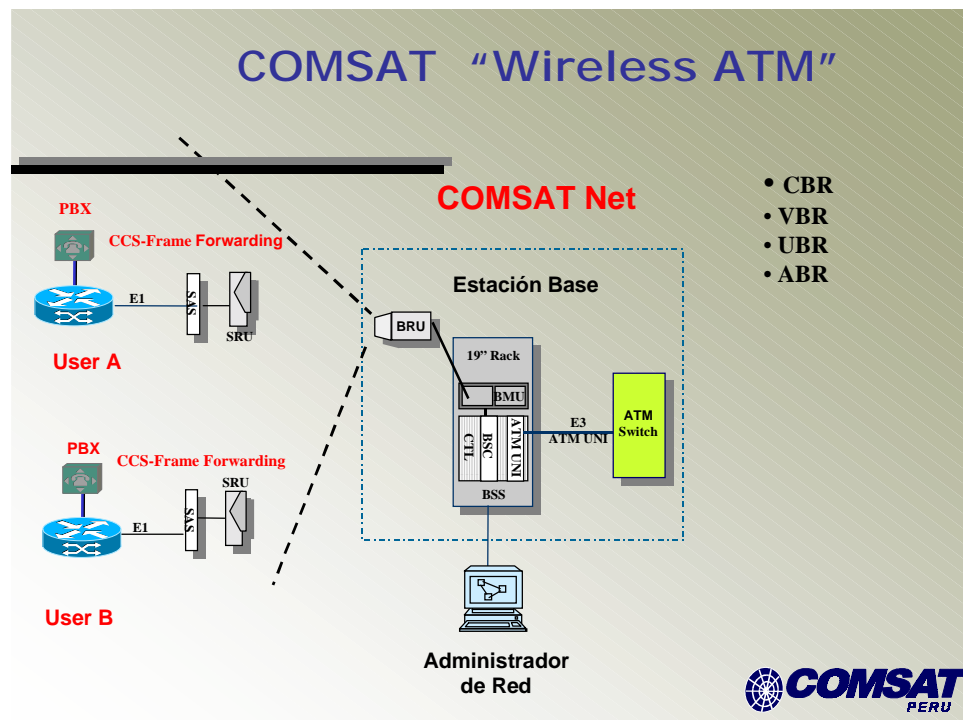 COMSAT “Wireless ATM”
COMSAT Net
• CBR
• VBR
• UBR
• ABR
PBX
CCS-Frame Forwarding
E1
SAS
SRU
User A
PBX
CCS-Frame Forwarding
SRU
E1
SAS
User B
Estación Base
BRU
19” Rack
BMU
CTL
BSC
ATM UNI
BSS
E3
ATM UNI
ATM
Switch
Administrador
de Red
COMSAT
PERU